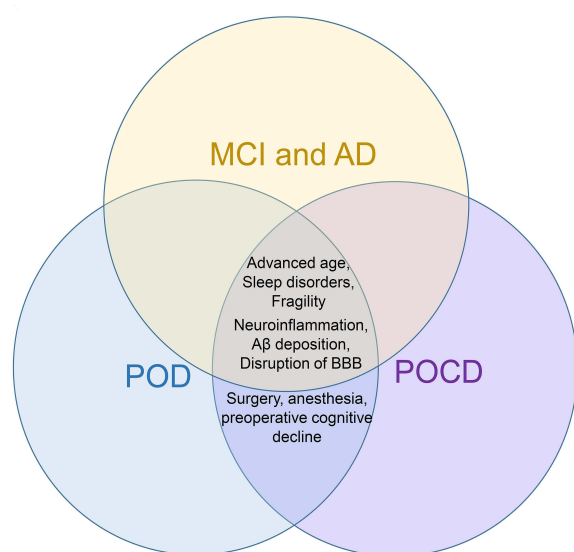 MCI and AD
Advanced age,
Sleep disorders,
Fragility
Neuroinflammation,
Aβ deposition,
Disruption of BBB
POD
POCD
Surgery, anesthesia,
preoperative cognitive
decline